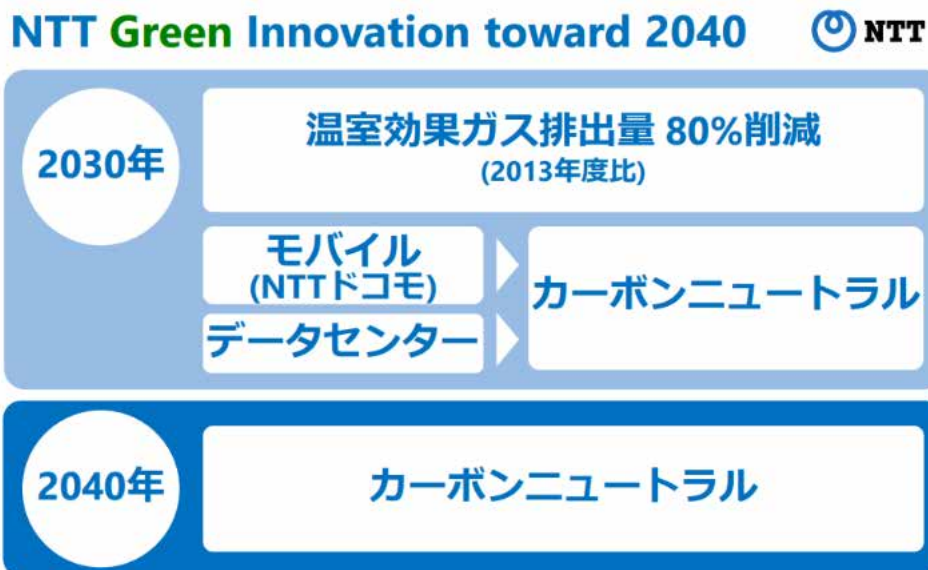 NTT Green Innovation toward 2040
NTT
2030年
温室効果ガス排出量 80%削減
(2013年度比)
モバイル
(NTTドコモ)
データセンター
カーボンニュートラル
2040年
カーボンニュートラル